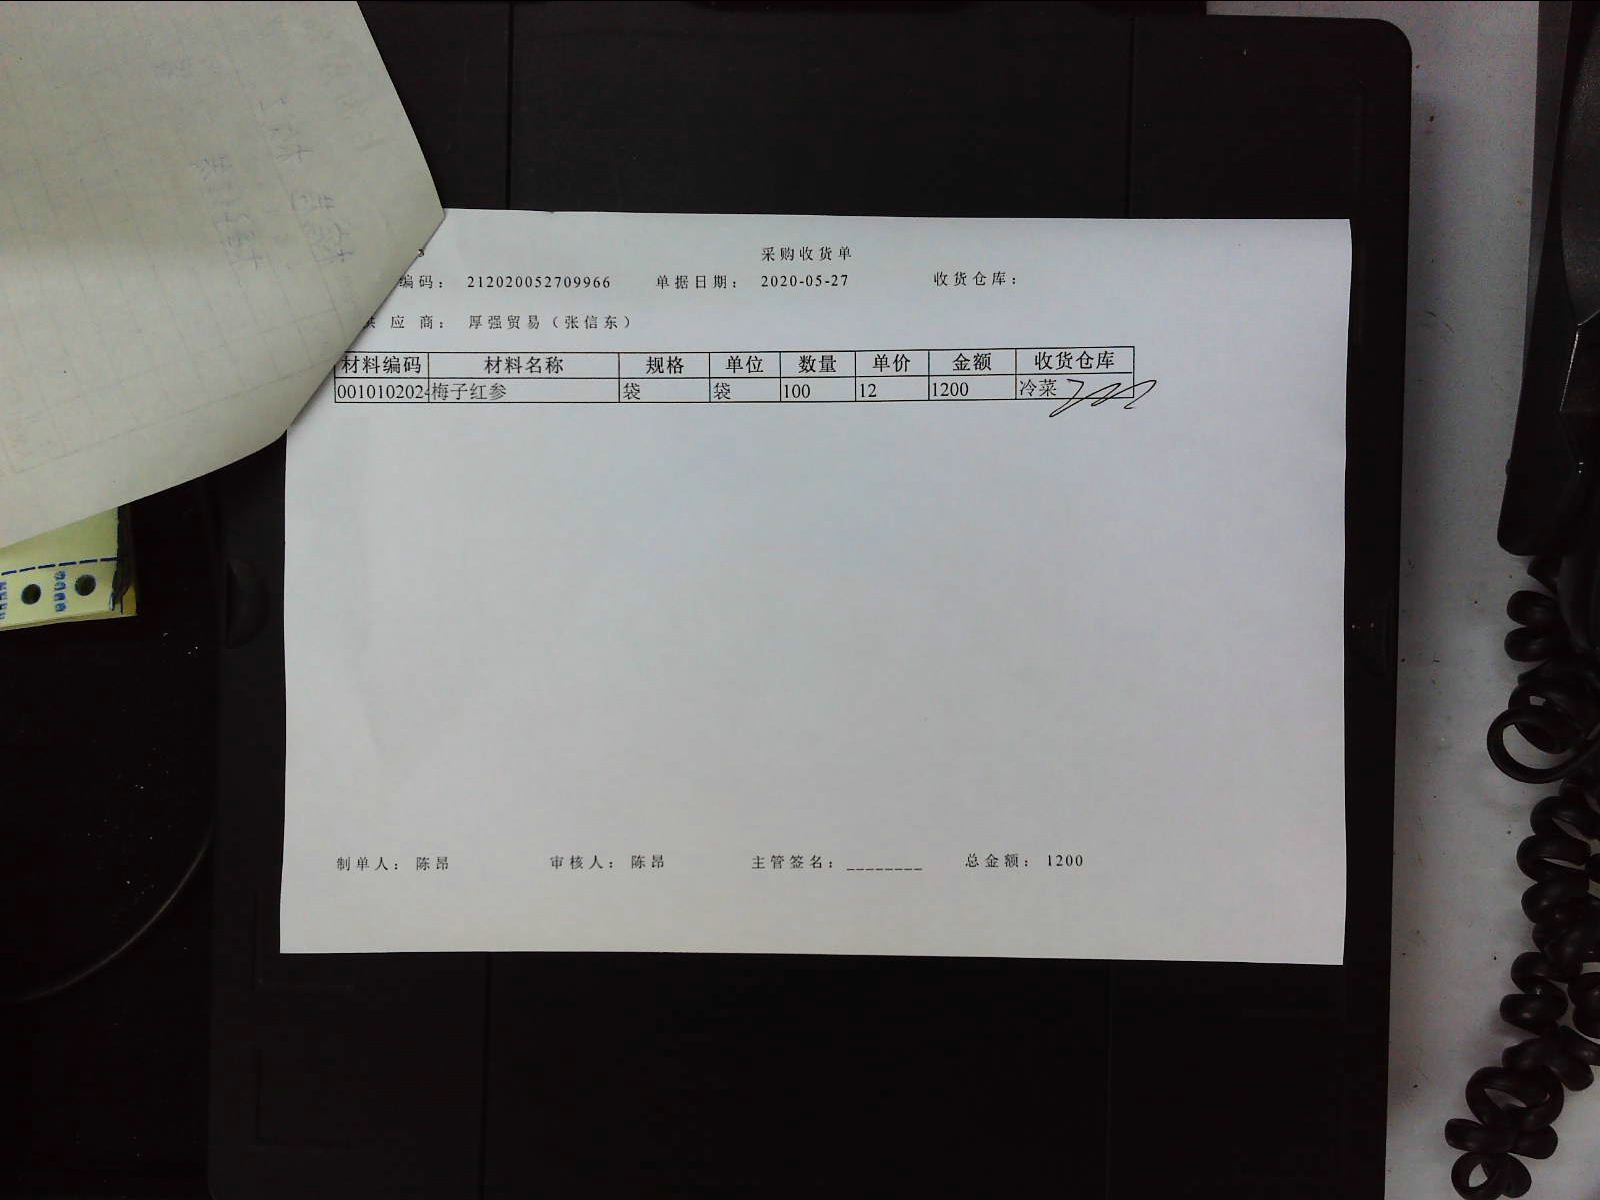 采购收货单
编码： 212020052709966 单据日期： 2020-05-27 收货仓库：
供 应 商： 厚强贸易（张信东）
材料编码 材料名称 规格 单位 数量 单价 金额 收货仓库
001010202 梅子红参 袋 袋 100 12 1200 冷菜
制单人： 陈昂 审核人： 陈昂 主管签名：________ 总金额： 1200